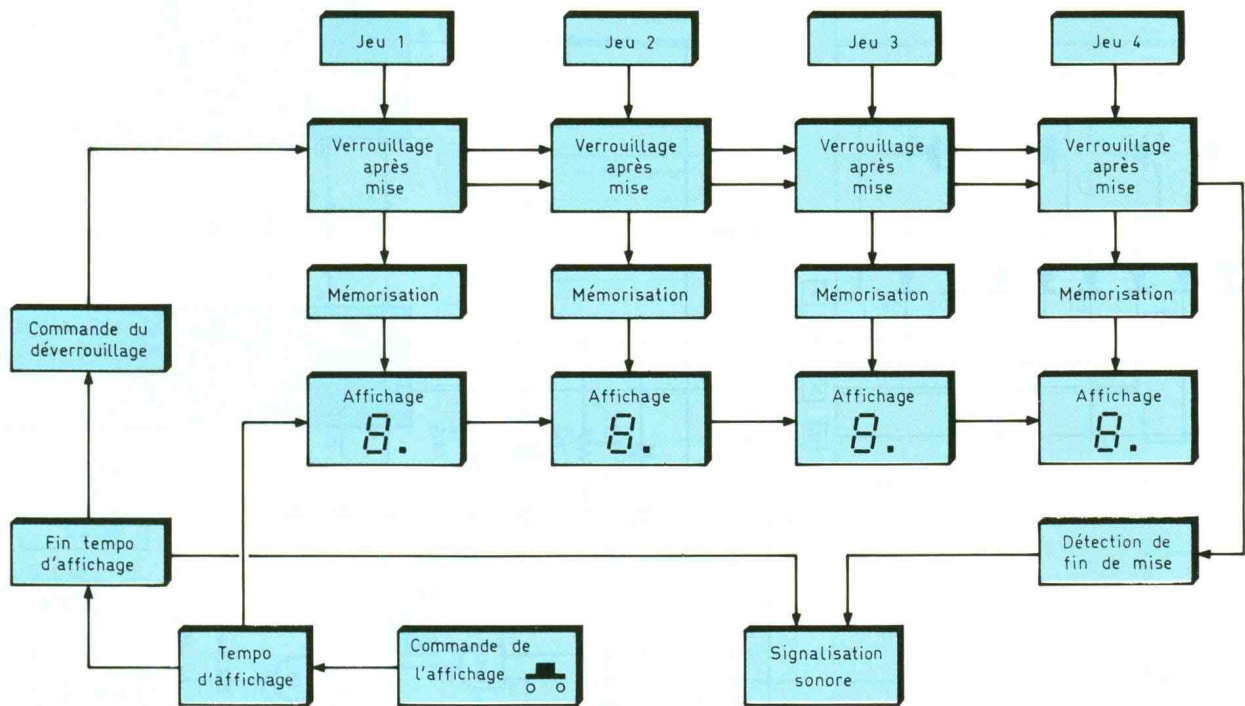 Jeu 1
Jeu 2
Jeu 3
Jeu 4
Verrouillage
après
mise
Verrouillage
après
mise
Verrouillage
après
mise
Verrouillage
après
mise
Mémorisation
Mémorisation
Mémorisation
Mémorisation
Commande du
déverrouillage
Affichage
8.
Affichage
8.
Affichage
8.
Affichage
8.
Fin tempo
d'affichage
Détection de
fin de mise
Tempo
d'affichage
Commande de
l'affichage
Signalisation
sonore